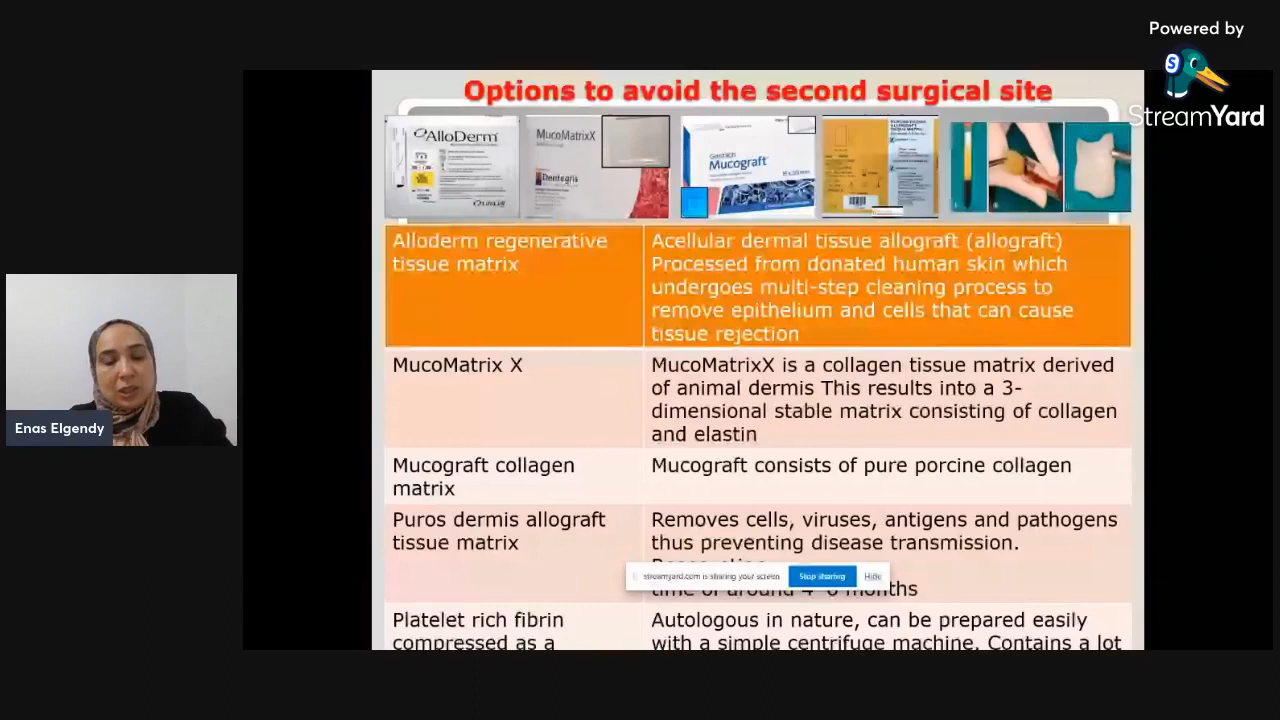 Powered by
StreamYard
Options to avoid the second surgical site
AlloDerm
MucoMatrixX
Dentegris
Geistlich
Mucograft
Alloderm regenerative
tissue matrix
Acellular dermal tissue allograft (allograft)
Processed from donated human skin which
undergoes multi-step cleaning process to
remove epithelium and cells that can cause
tissue rejection
MucoMatrix X
MucoMatrixX is a collagen tissue matrix derived
of animal dermis This results into a 3-
dimensional stable matrix consisting of collagen
and elastin
Mucograft collagen
matrix
Mucograft consists of pure porcine collagen
Puros dermis allograft
tissue matrix
Removes cells, viruses, antigens and pathogens
thus preventing disease transmission.
time of around 4-6 months
streamyard.com is sharing your screen.
Stop sharing
Hide
Platelet rich fibrin
compressed as a
Autologous in nature, can be prepared easily
with a simple centrifuge machine. Contains a lot
Enas Elgendy